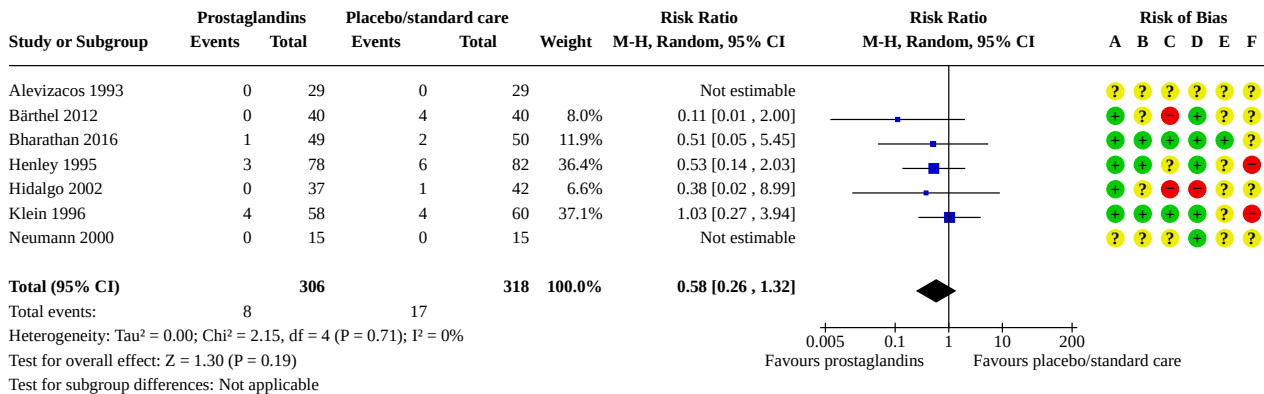 Prostaglandins Placebo/standard care Risk Ratio Risk Ratio Risk of Bias
Study or Subgroup Events Total Events Total Weight M-H, Random, 95% CI M-H, Random, 95% CI A B C D E F
Alevizacos 1993 0 29 0 29 Not estimable ? ? ? ? ? ?
Bärthel 2012 0 40 4 40 8.0% 0.11 [0.01 , 2.00] + ? − + ? ?
Bharathan 2016 1 49 2 50 11.9% 0.51 [0.05 , 5.45] + + + + + ?
Henley 1995 3 78 6 82 36.4% 0.53 [0.14 , 2.03] + + ? + ? −
Hidalgo 2002 0 37 1 42 6.6% 0.38 [0.02 , 8.99] + ? − − ? ?
Klein 1996 4 58 4 60 37.1% 1.03 [0.27 , 3.94] + + + + ? −
Neumann 2000 0 15 0 15 Not estimable ? ? ? + ? ?
Total (95% CI) 306 318 100.0% 0.58 [0.26 , 1.32]
Total events: 8 17
Heterogeneity: Tau² = 0.00; Chi² = 2.15, df = 4 (P = 0.71); I² = 0%
0.005 0.1 1 10 200
Test for overall effect: Z = 1.30 (P = 0.19)
Favours prostaglandins Favours placebo/standard care
Test for subgroup differences: Not applicable